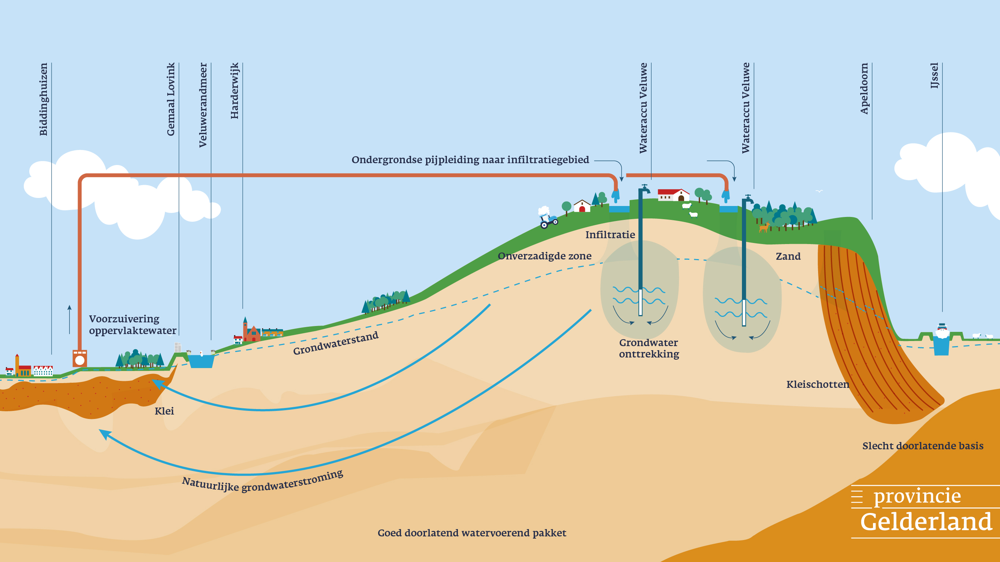 Biddinghuizen
Gemaal Lovink
Veluwerandmeer
Harderwijk
Wateraccu Veluwe
Wateraccu Veluwe
Apeldoorn
IJssel
Ondergrondse pijpleiding naar infiltratiegebied
Infiltratie
Onverzadigde zone
Zand
Voorzuivering
oppervlaktewater
Grondwaterstand
Grondwater
onttrekking
Kleischotten
Klei
Slecht doorlatende basis
Natuurlijke grondwaterstroming
Goed doorlatend watervoerend pakket
provincie
Gelderland